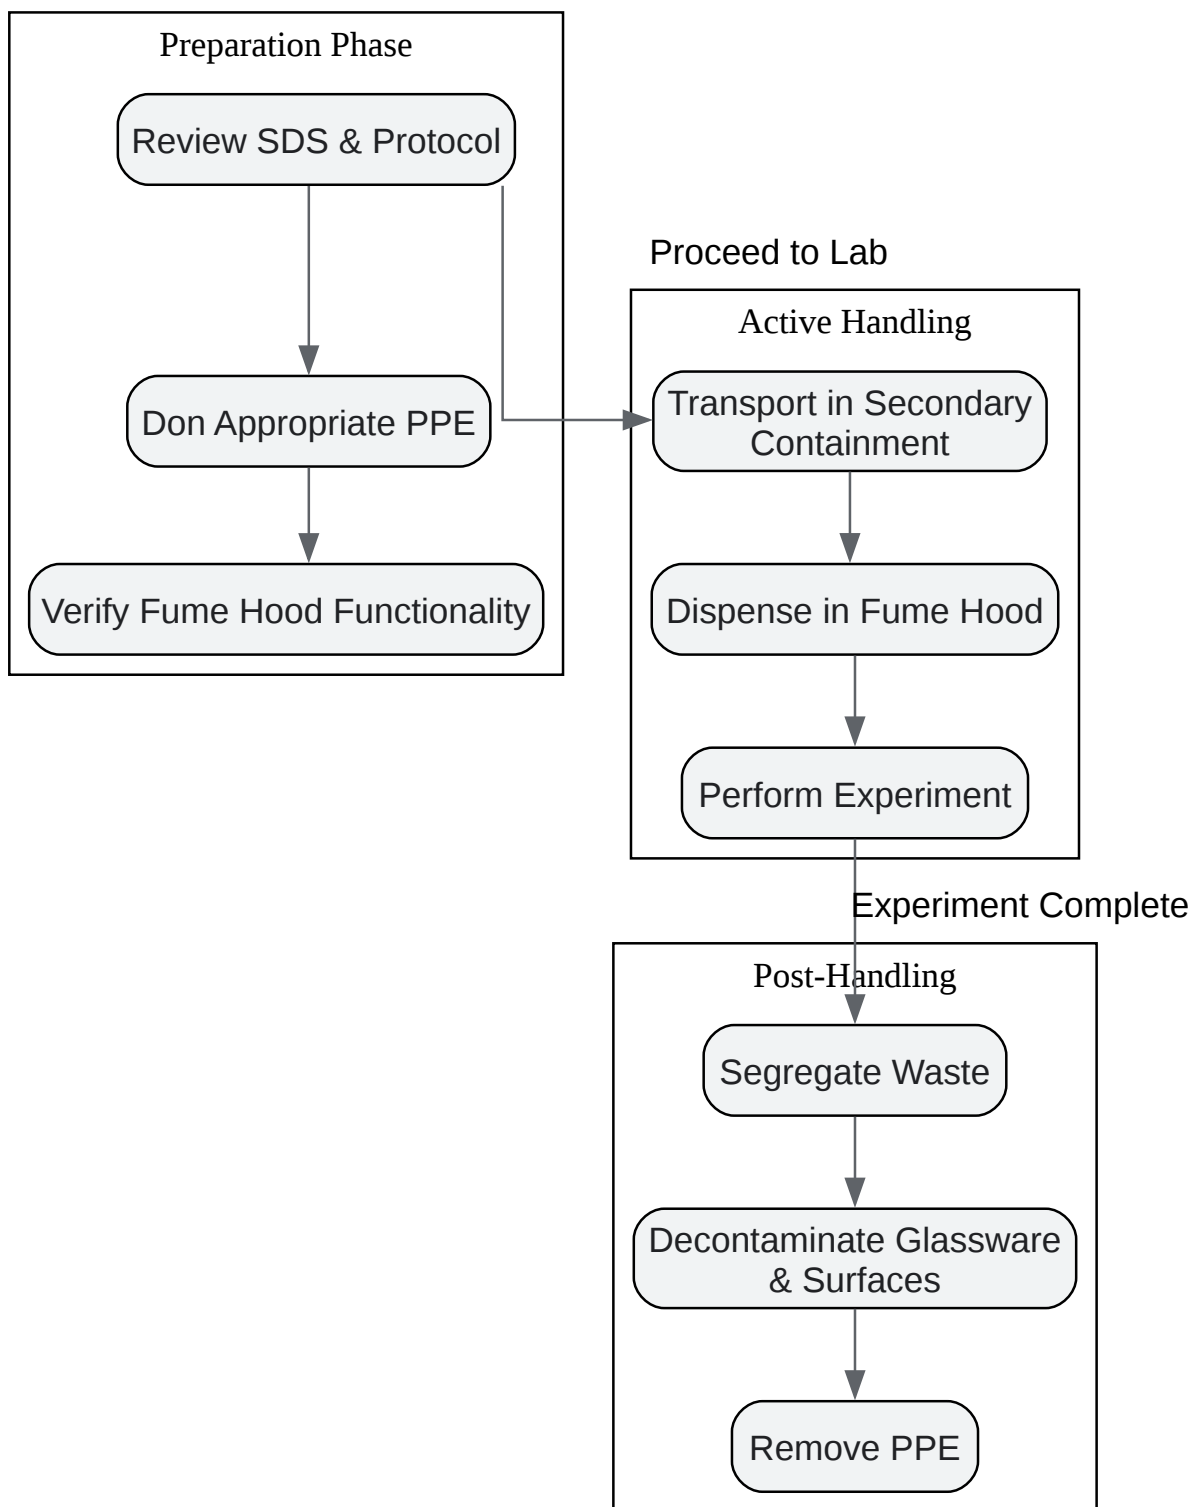 Preparation Phase
Review SDS & Protocol
Don Appropriate PPE
Verify Fume Hood Functionality
Proceed to Lab
Active Handling
Transport in Secondary
Containment
Dispense in Fume Hood
Perform Experiment
Experiment Complete
Post-Handling
Segregate Waste
Decontaminate Glassware
& Surfaces
Remove PPE